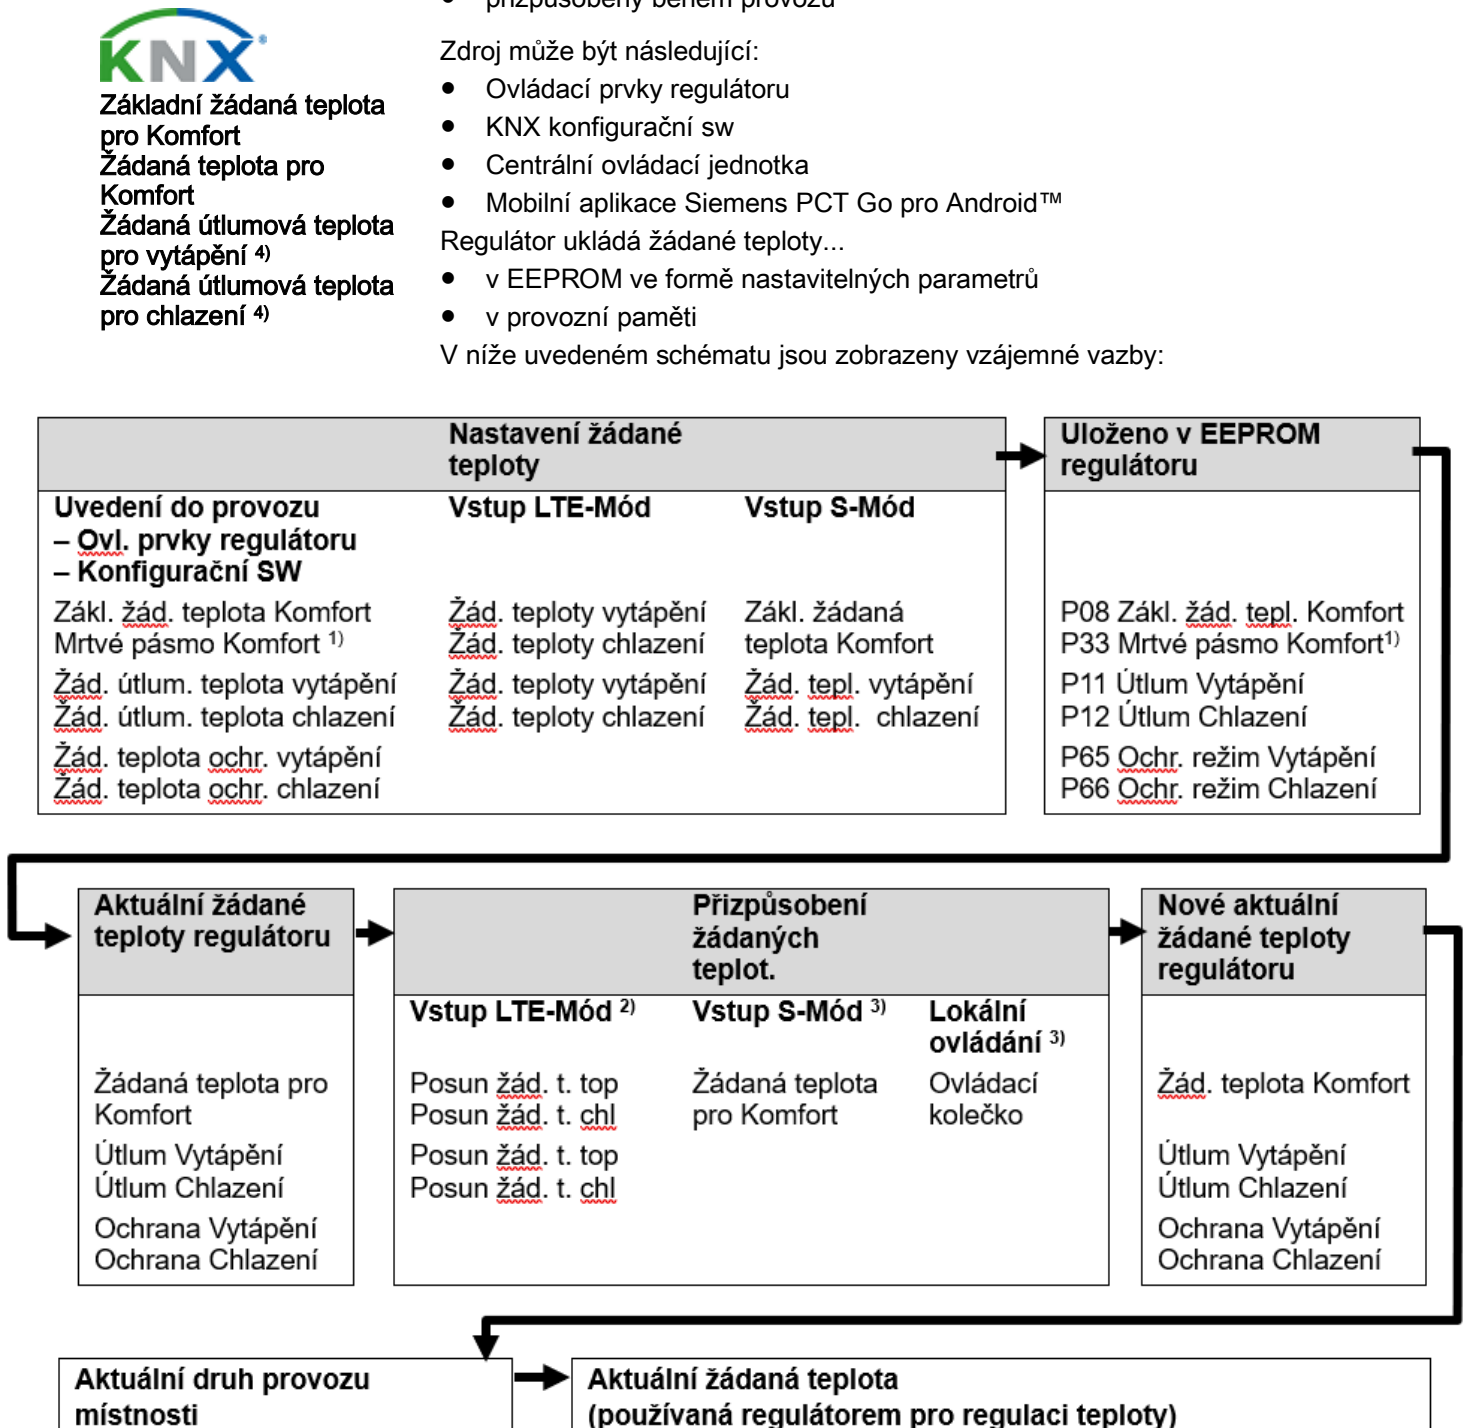 přizpůsobeny během provozu
KNX
Základní žádaná teplota
pro Komfort
Žádaná teplota pro
Komfort
Žádaná útlumová teplota
pro vytápění 4)
Žádaná útlumová teplota
pro chlazení 4)
Zdroj může být následující:
● Ovládací prvky regulátoru
● KNX konfigurační sw
● Centrální ovládací jednotka
● Mobilní aplikace Siemens PCT Go pro Android™
Regulátor ukládá žádané teploty...
● v EEPROM ve formě nastavitelných parametrů
● v provozní paměti
V níže uvedeném schématu jsou zobrazeny vzájemné vazby:
Nastavení žádané
teploty
Uvedení do provozu
– Ovl. prvky regulátoru
– Konfigurační SW
Zákl. žád. teplota Komfort
Mrtvé pásmo Komfort 1)
Žád. útlum. teplota vytápění
Žád. útlum. teplota chlazení
Žád. teplota ochr. vytápění
Žád. teplota ochr. chlazení
Vstup LTE-Mód
Žád. teploty vytápění
Žád. teploty chlazení
Žád. teploty vytápění
Žád. teploty chlazení
Vstup S-Mód
Zákl. žádaná
teplota Komfort
Žád. tepl. vytápění
Žád. tepl. chlazení
Uloženo v EEPROM
regulátoru
P08 Zákl. žád. tepl. Komfort
P33 Mrtvé pásmo Komfort1)
P11 Útlum Vytápění
P12 Útlum Chlazení
P65 Ochr. režim Vytápění
P66 Ochr. režim Chlazení
Aktuální žádané
teploty regulátoru
Žádaná teplota pro
Komfort
Útlum Vytápění
Útlum Chlazení
Ochrana Vytápění
Ochrana Chlazení
Přizpůsobení
žádaných
teplot.
Vstup LTE-Mód 2)
Posun žád. t. top
Posun žád. t. chl
Posun žád. t. top
Posun žád. t. chl
Vstup S-Mód 3)
Žádaná teplota
pro Komfort
Lokální
ovládání 3)
Ovládací
kolečko
Nové aktuální
žádané teploty
regulátoru
Žád. teplota Komfort
Útlum Vytápění
Útlum Chlazení
Ochrana Vytápění
Ochrana Chlazení
Aktuální druh provozu
místnosti
Aktuální žádaná teplota
(používaná regulátorem pro regulaci teploty)